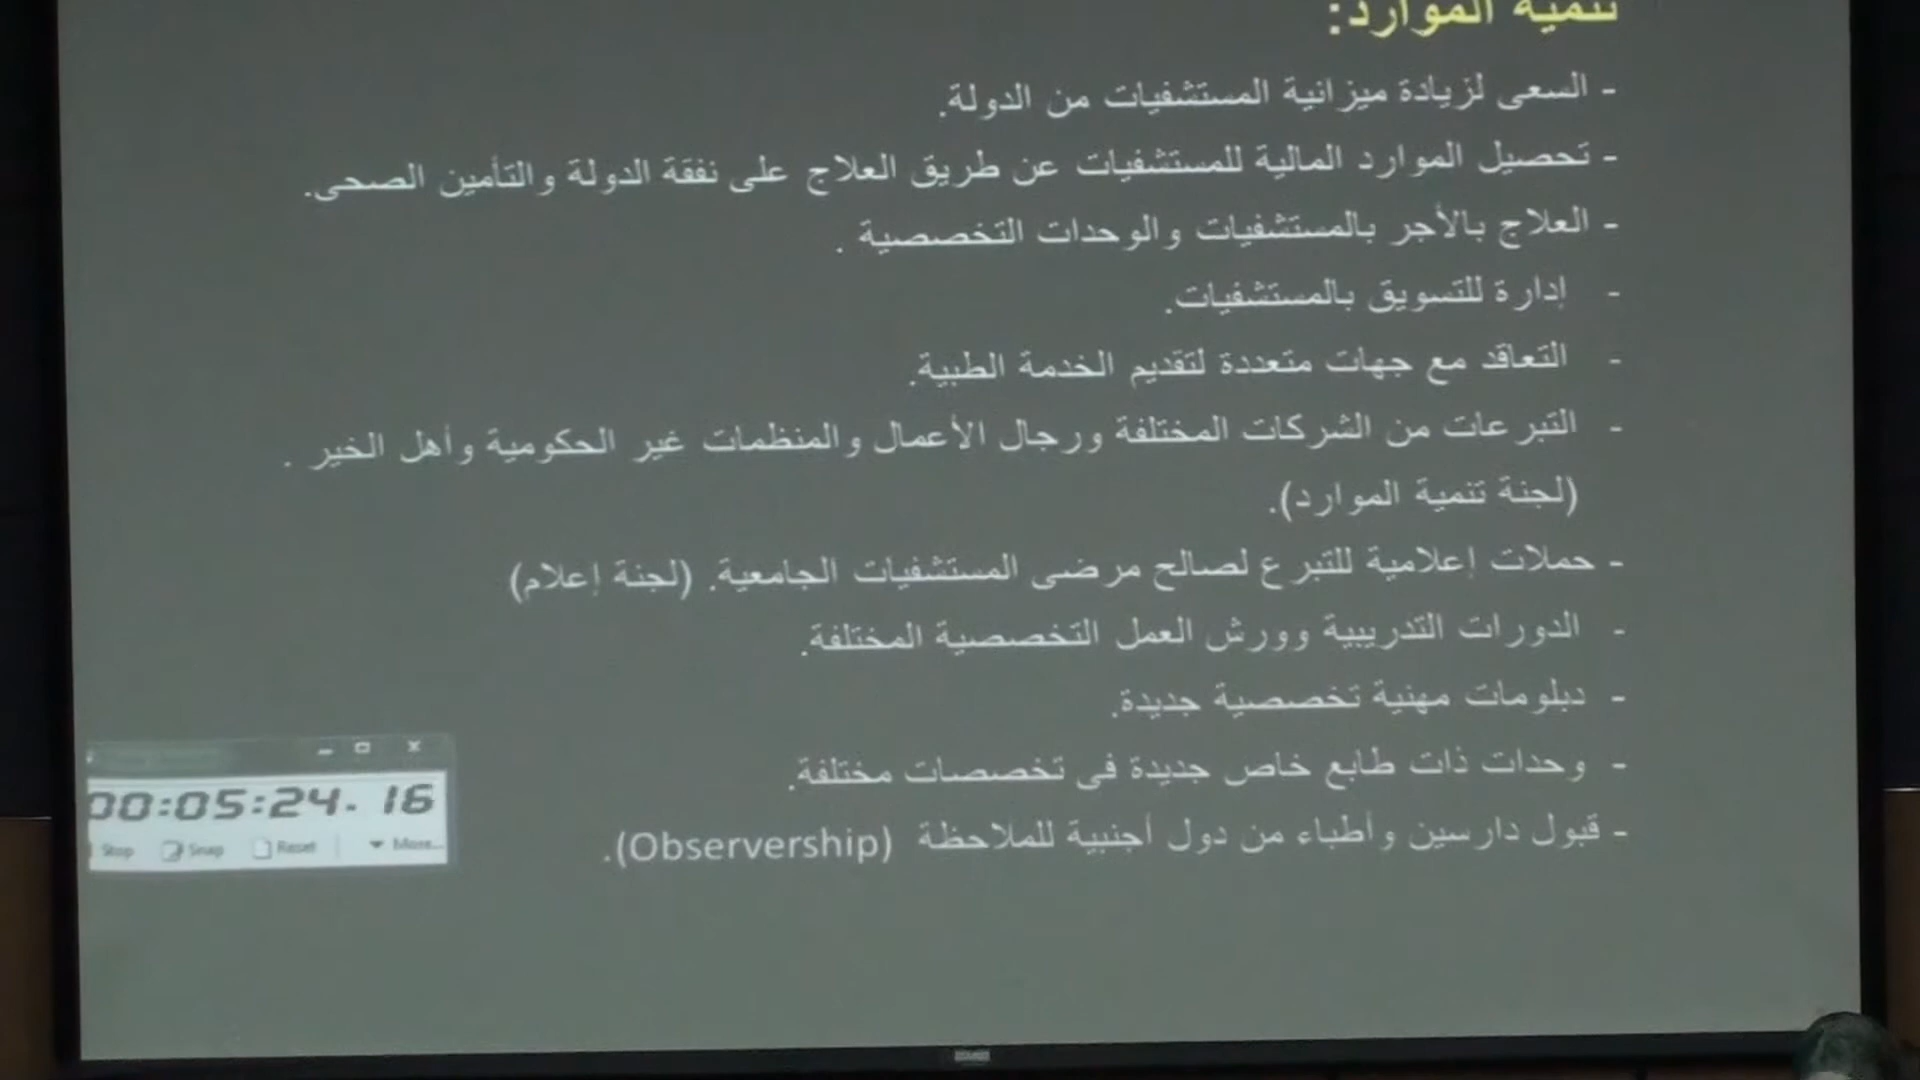 تنمية الموارد:
- السعى لزيادة ميزانية المستشفيات من الدولة.
- تحصيل الموارد المالية للمستشفيات عن طريق العلاج على نفقة الدولة والتأمين الصحى.
- العلاج بالأجر بالمستشفيات والوحدات التخصصية .
- إدارة للتسويق بالمستشفيات.
- التعاقد مع جهات متعددة لتقديم الخدمة الطبية.
- التبرعات من الشركات المختلفة ورجال الأعمال والمنظمات غير الحكومية وأهل الخير .
(لجنة تنمية الموارد).
- حملات إعلامية للتبرع لصالح مرضى المستشفيات الجامعية. (لجنة إعلام)
- الدورات التدريبية وورش العمل التخصصية المختلفة.
- دبلومات مهنية تخصصية جديدة.
- وحدات ذات طابع خاص جديدة فى تخصصات مختلفة.
- قبول دارسين وأطباء من دول أجنبية للملاحظة (Observership).
00:05:24.16
Stop Snap Reset More...